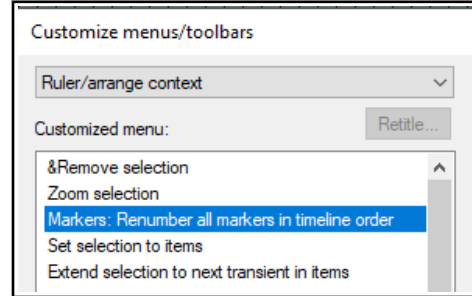 Customize menus/toolbars
Ruler/arrange context
Customized menu:
Retitle...
&Remove selection
Zoom selection
Markers: Renumber all markers in timeline order
Set selection to items
Extend selection to next transient in items